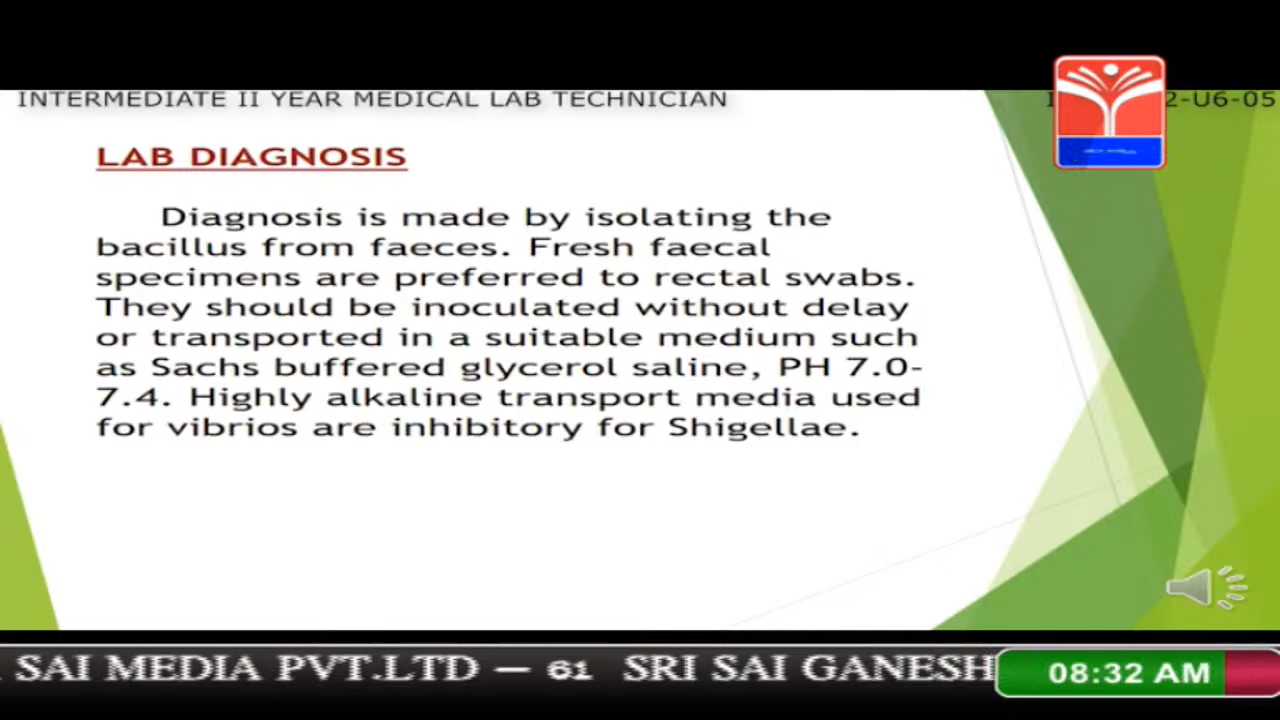 INTERMEDIATE II YEAR MEDICAL LAB TECHNICIAN
2-U6-05
LAB DIAGNOSIS
Diagnosis is made by isolating the
bacillus from faeces. Fresh faecal
specimens are preferred to rectal swabs.
They should be inoculated without delay
or transported in a suitable medium such
as Sachs buffered glycerol saline, PH 7.0-
7.4. Highly alkaline transport media used
for vibrios are inhibitory for Shigellae.
SAI MEDIA PVT.LTD – 61 SRI SAI GANESH
08:32 AM